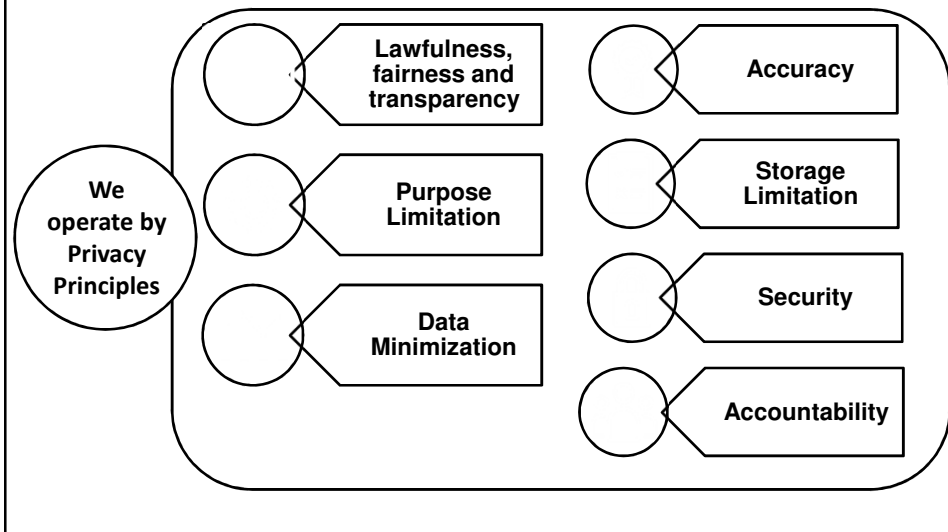 We
operate by
Privacy
Principles
Lawfulness,
fairness and
transparency
Purpose
Limitation
Data
Minimization
Accuracy
Storage
Limitation
Security
Accountability